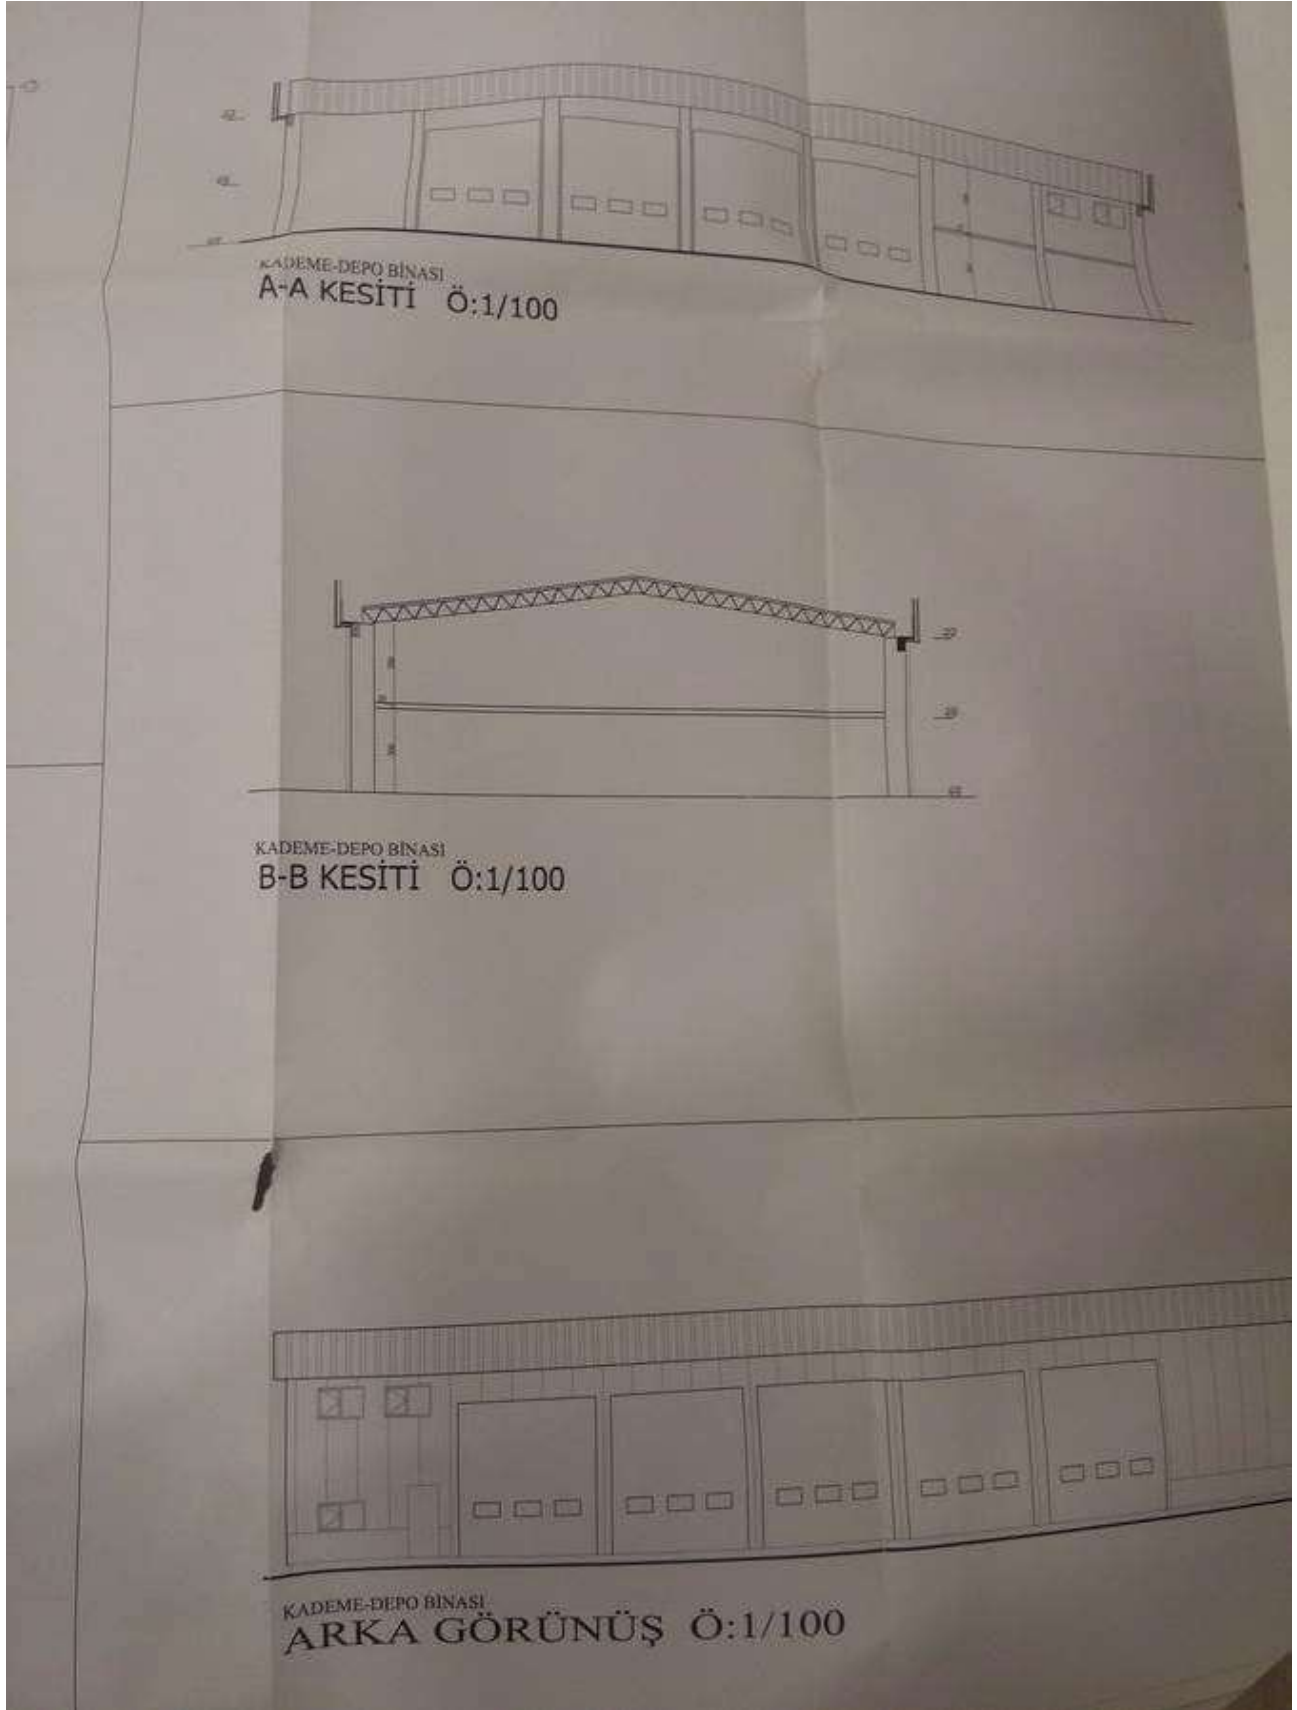 KADEME-DEPO BİNASI
A-A KESİTİ Ö:1/100
KADEME-DEPO BİNASI
B-B KESİTİ Ö:1/100
KADEME-DEPO BİNASI
ARKA GÖRÜNÜŞ Ö:1/100